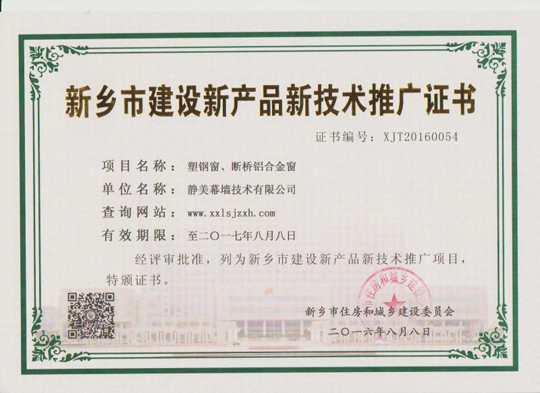 新乡市建设新产品新技术推广证书
证书编号：XJT20160054
项目名称： 塑钢窗、断桥铝合金窗
单位名称： 静美幕墙技术有限公司
查询网站： www.xxlsjzxh.com
有效期限： 至二〇一七年八月八日
经评审批准，列为新乡市建设新产品新技术推广项目，
特颁证书。
新乡市住房和城乡建设委员会
二〇一六年八月八日